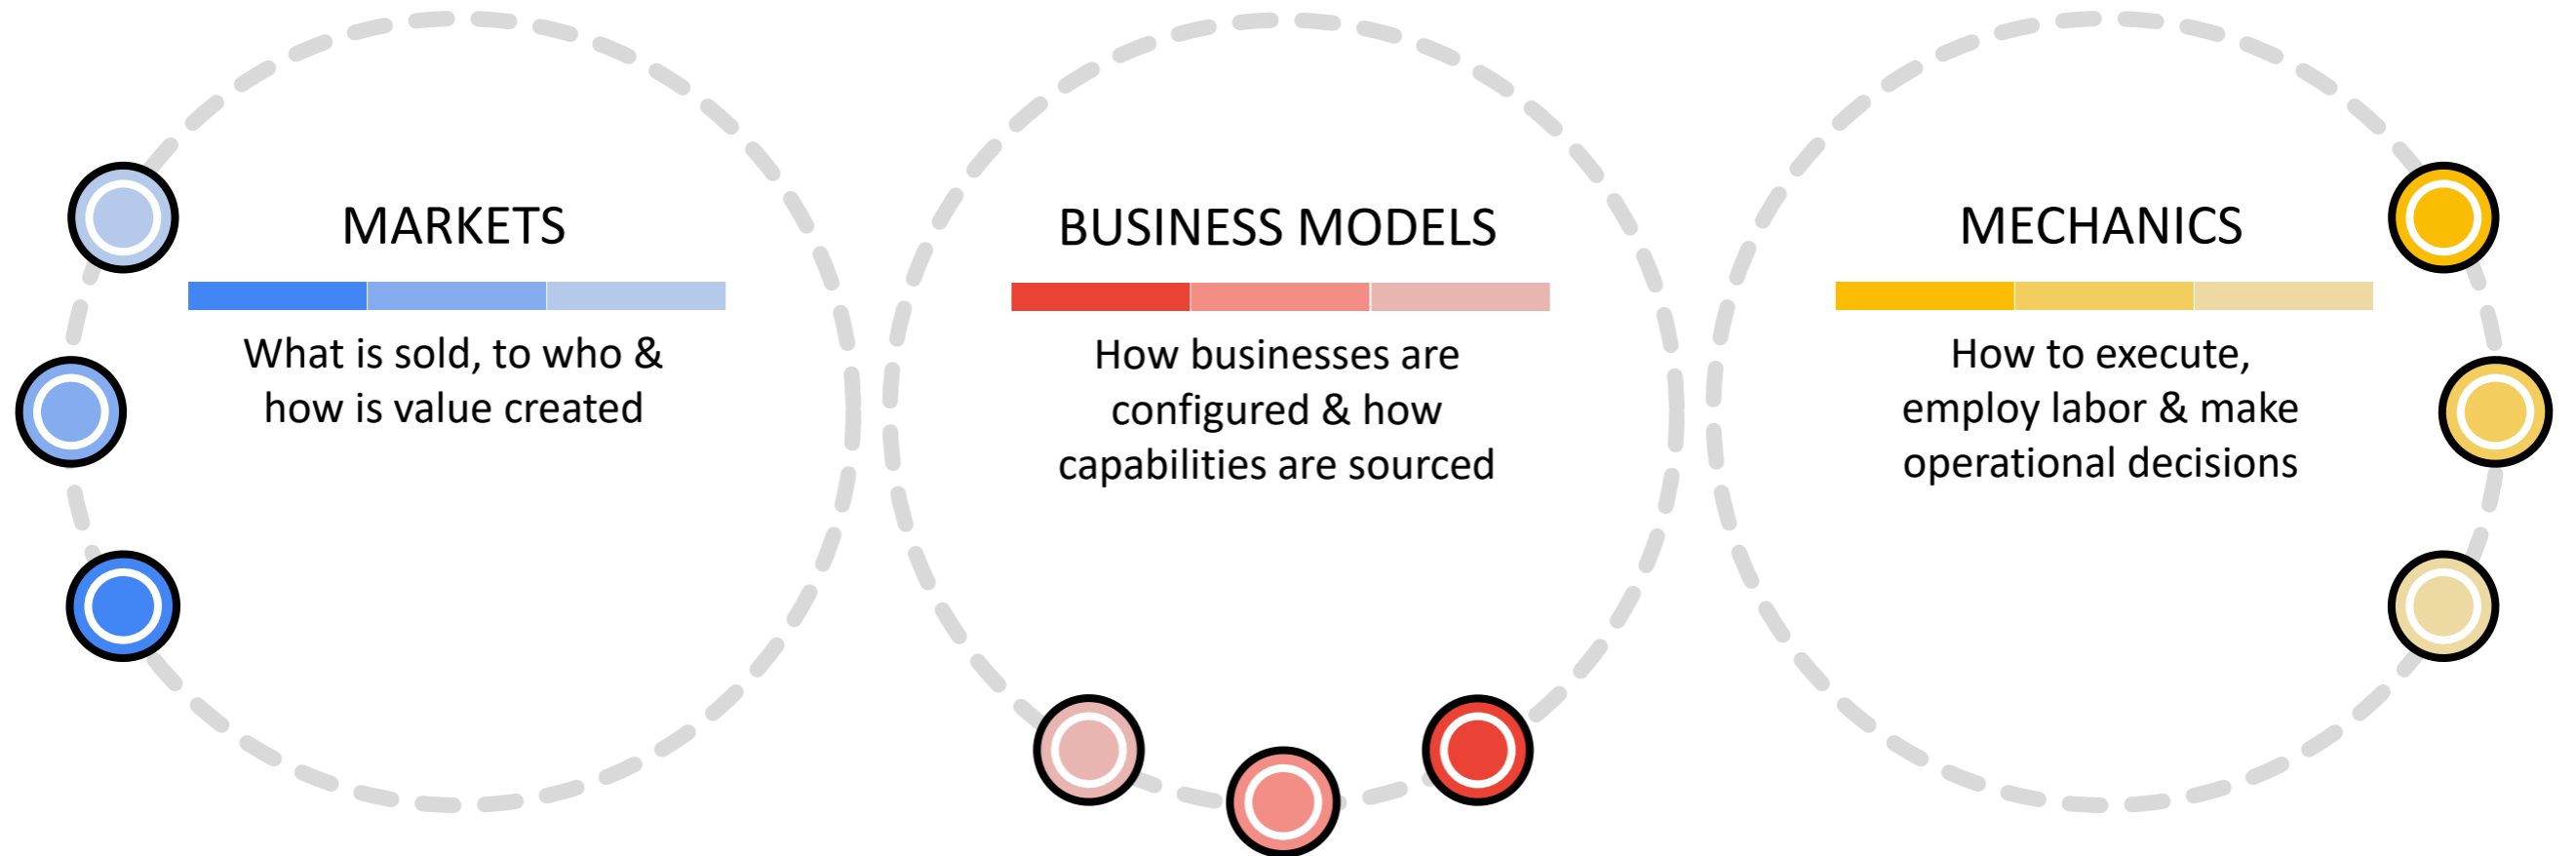 MARKETS
What is sold, to who &
how is value created
BUSINESS MODELS
How businesses are
configured & how
capabilities are sourced
MECHANICS
How to execute,
employ labor & make
operational decisions